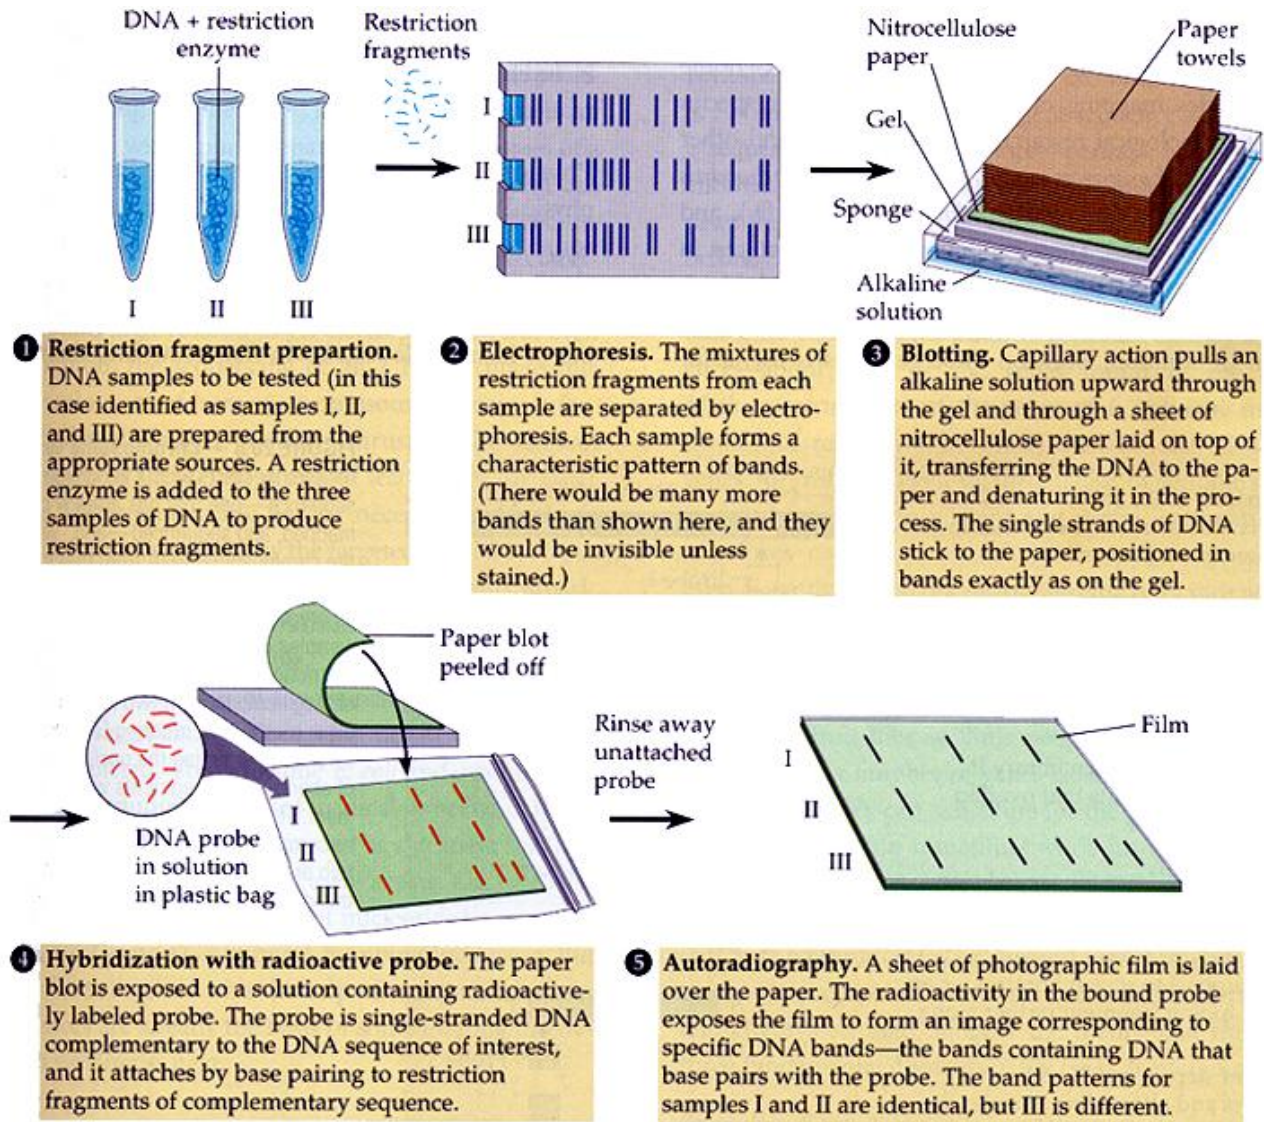 DNA + restriction
enzyme
Restriction
fragments
I
II
III
I
II
III
Nitrocellulose
paper
Paper
towels
Gel
Sponge
Alkaline
solution
1 Restriction fragment prepartion.
DNA samples to be tested (in this
case identified as samples I, II,
and III) are prepared from the
appropriate sources. A restriction
enzyme is added to the three
samples of DNA to produce
restriction fragments.
2 Electrophoresis. The mixtures of
restriction fragments from each
sample are separated by electro-
phoresis. Each sample forms a
characteristic pattern of bands.
(There would be many more
bands than shown here, and they
would be invisible unless
stained.)
3 Blotting. Capillary action pulls an
alkaline solution upward through
the gel and through a sheet of
nitrocellulose paper laid on top of
it, transferring the DNA to the pa-
per and denaturing it in the pro-
cess. The single strands of DNA
stick to the paper, positioned in
bands exactly as on the gel.
Paper blot
peeled off
DNA probe
in solution
in plastic bag
I
II
III
Rinse away
unattached
probe
I
II
III
Film
4 Hybridization with radioactive probe. The paper
blot is exposed to a solution containing radioactive-
ly labeled probe. The probe is single-stranded DNA
complementary to the DNA sequence of interest,
and it attaches by base pairing to restriction
fragments of complementary sequence.
5 Autoradiography. A sheet of photographic film is laid
over the paper. The radioactivity in the bound probe
exposes the film to form an image corresponding to
specific DNA bands—the bands containing DNA that
base pairs with the probe. The band patterns for
samples I and II are identical, but III is different.